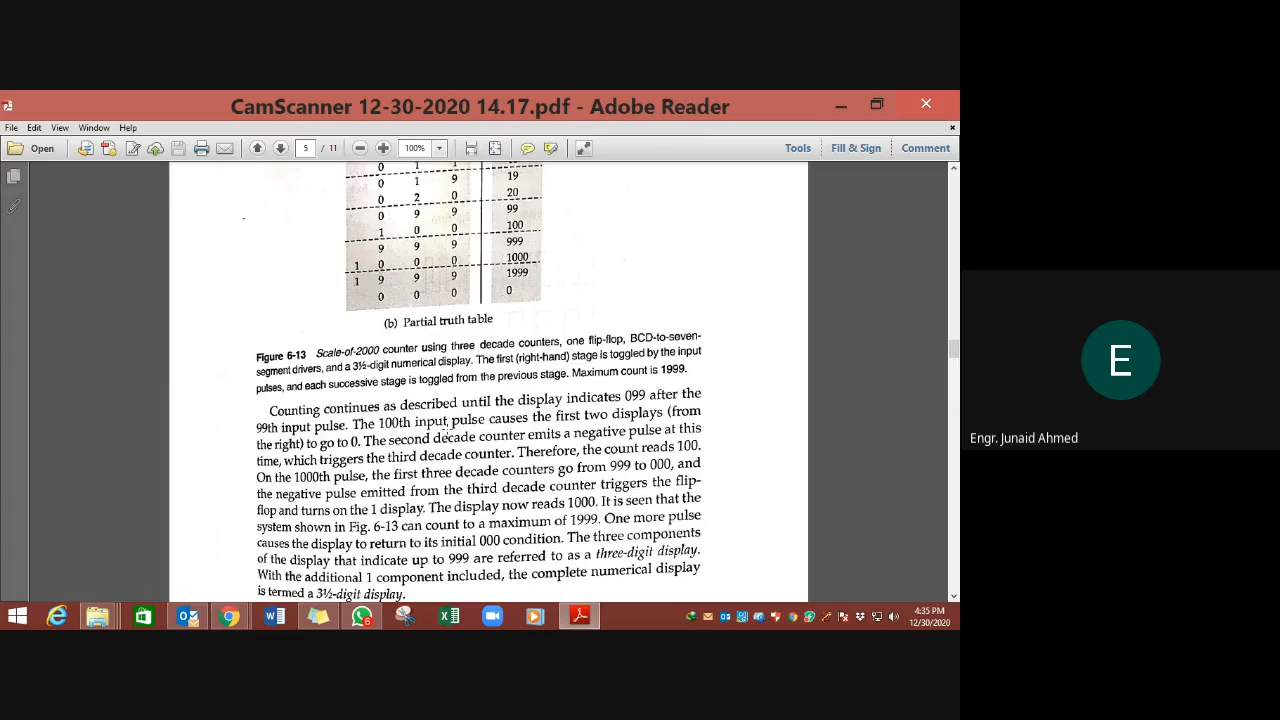 CamScanner 12-30-2020 14.17.pdf - Adobe Reader
File Edit View Window Help
Open 5 / 11 100% Tools Fill & Sign Comment
0 1 1
0 1 9 19
0 2 0 20
0 9 9 99
1 0 0 100
9 9 9 999
1 0 0 0 1000
1 9 9 9 1999
0 0 0 0
(b) Partial truth table
Figure 6-13 Scale-of-2000 counter using three decade counters, one flip-flop, BCD-to-seven-
segment drivers, and a 3½-digit numerical display. The first (right-hand) stage is toggled by the input
pulses, and each successive stage is toggled from the previous stage. Maximum count is 1999.
Counting continues as described until the display indicates 099 after the
99th input pulse. The 100th input pulse causes the first two displays (from
the right) to go to 0. The second decade counter emits a negative pulse at this
time, which triggers the third decade counter. Therefore, the count reads 100.
On the 1000th pulse, the first three decade counters go from 999 to 000, and
the negative pulse emitted from the third decade counter triggers the flip-
flop and turns on the 1 display. The display now reads 1000. It is seen that the
system shown in Fig. 6-13 can count to a maximum of 1999. One more pulse
causes the display to return to its initial 000 condition. The three components
of the display that indicate up to 999 are referred to as a three-digit display.
With the additional 1 component included, the complete numerical display
is termed a 3½-digit display.
4:35 PM
12/30/2020
E
Engr. Junaid Ahmed